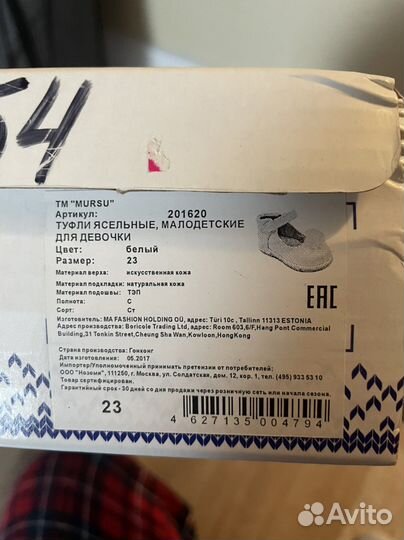 54
ТМ "MURSU"
Артикул: 201620
ТУФЛИ ЯСЕЛЬНЫЕ, МАЛОДЕТСКИЕ
ДЛЯ ДЕВОЧКИ
Цвет: белый
Размер: 23
Материал верха: искусственная кожа
Материал подкладки: натуральная кожа
Материал подошвы: ТЭП
Полнота: С
Сорт: Ст
Изготовитель: MA FASHION HOLDING OÜ, адрес: Türi 10c, Tallinn 11313 ESTONIA
Адрес производства: Boricole Trading Ltd, адрес: Room 603,6/F,Hang Pont Commercial
Building,31 Tonkin Street,Cheung Sha Wan,Kowloon,HongKong
Страна производства: Гонконг
Дата изготовления: 05.2017
Импортер/Уполномоченный принимать претензии от потребителей:
ООО "Ноземи", 111250, г. Москва, ул. Солдатская, дом 12, кор. 1, тел. (495) 933 53 10
Товар сертифицирован.
Гарантийный срок - 30 дней со дня продажи через розничную сеть или начала сезона.
EAC
23
4 627135 004794
Avito